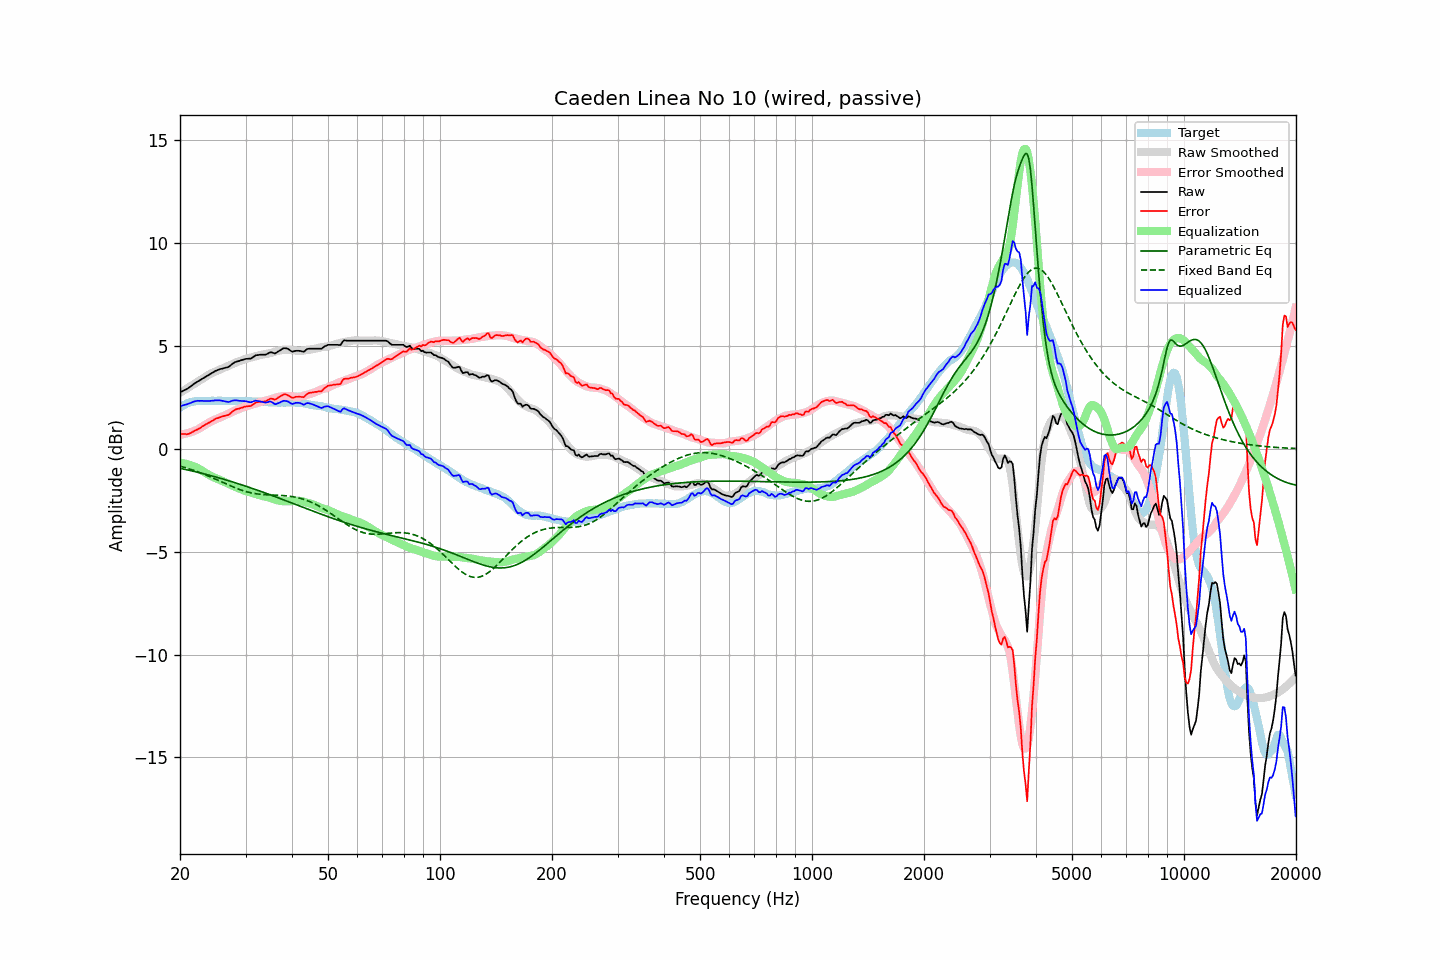 Caeden Linea No 10 (wired, passive)
Target
Raw Smoothed
Error Smoothed
Raw
Error
Equalization
Parametric Eq
Fixed Band Eq
Equalized
15
10
5
0
−5
−10
−15
Amplitude (dBr)
20
50
100
200
500
1000
2000
5000
10000
20000
Frequency (Hz)